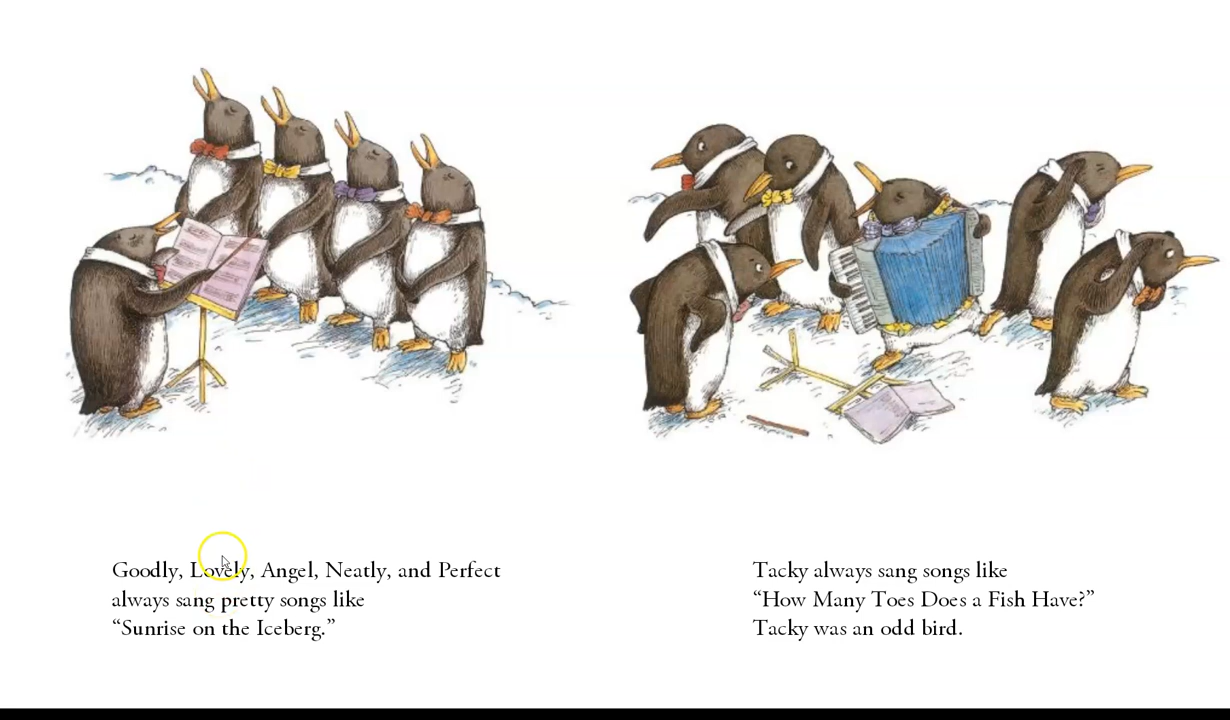 Goodly, Lovely, Angel, Neatly, and Perfect
always sang pretty songs like
“Sunrise on the Iceberg.”
Tacky always sang songs like
“How Many Toes Does a Fish Have?”
Tacky was an odd bird.